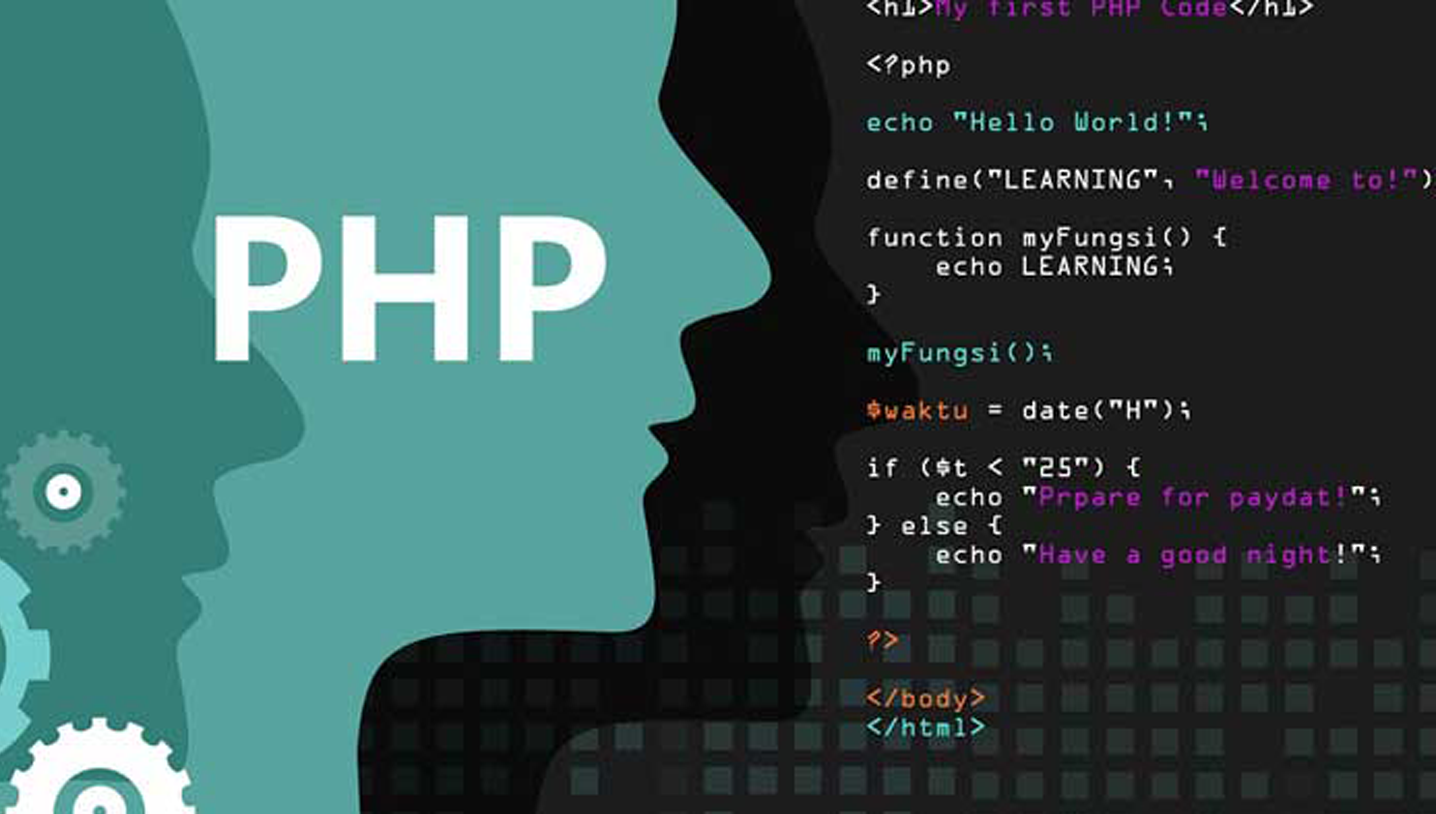 PHP
<h1>My first PHP Code</h1>
<?php
echo "Hello World!";
define("LEARNING", "Welcome to!")
function myFungsi() {
echo LEARNING;
}
myFungsi();
$waktu = date("H");
if ($t < "25") {
echo "Prpare for paydat!";
} else {
echo "Have a good night!";
}
?>
</body>
</html>